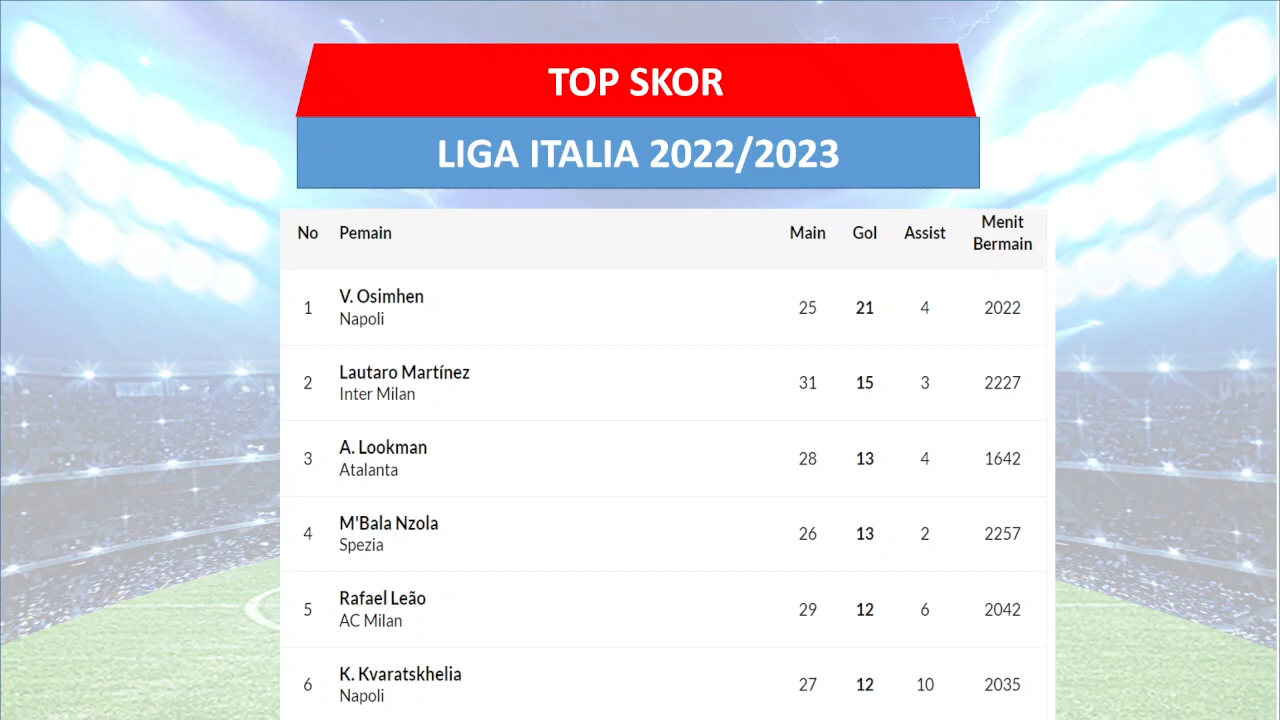 TOP SKOR
LIGA ITALIA 2022/2023
No Pemain Main Gol Assist Menit Bermain
1 V. Osimhen Napoli 25 21 4 2022
2 Lautaro Martínez Inter Milan 31 15 3 2227
3 A. Lookman Atalanta 28 13 4 1642
4 M'Bala Nzola Spezia 26 13 2 2257
5 Rafael Leão AC Milan 29 12 6 2042
6 K. Kvaratskhelia Napoli 27 12 10 2035